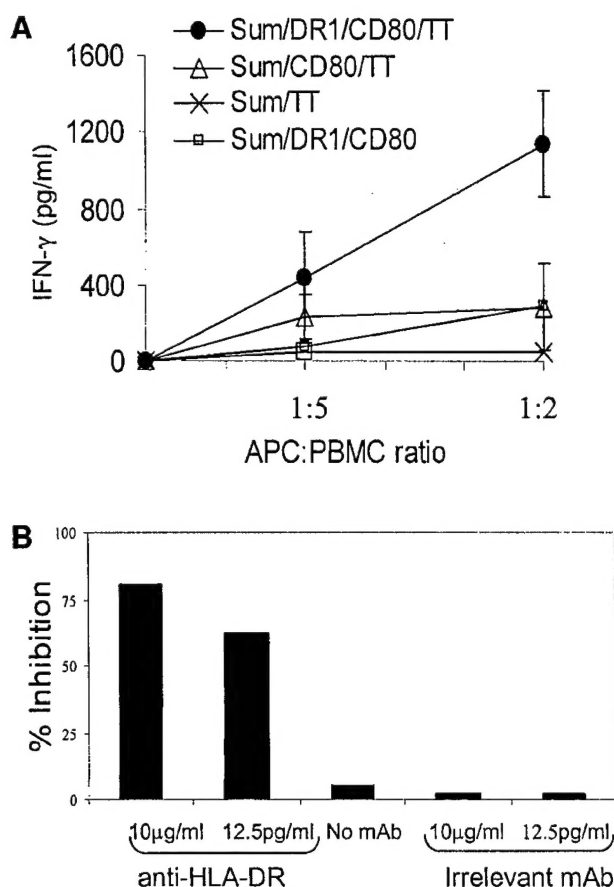 A
Sum/DR1/CD80/TT
Sum/CD80/TT
Sum/TT
Sum/DR1/CD80
1600
1200
800
400
0
IFN-γ (pg/ml)
1:5 1:2
APC:PBMC ratio
B
100
75
50
25
0
% Inhibition
10µg/ml 12.5pg/ml No mAb 10µg/ml 12.5pg/ml
anti-HLA-DR Irrelevant mAb